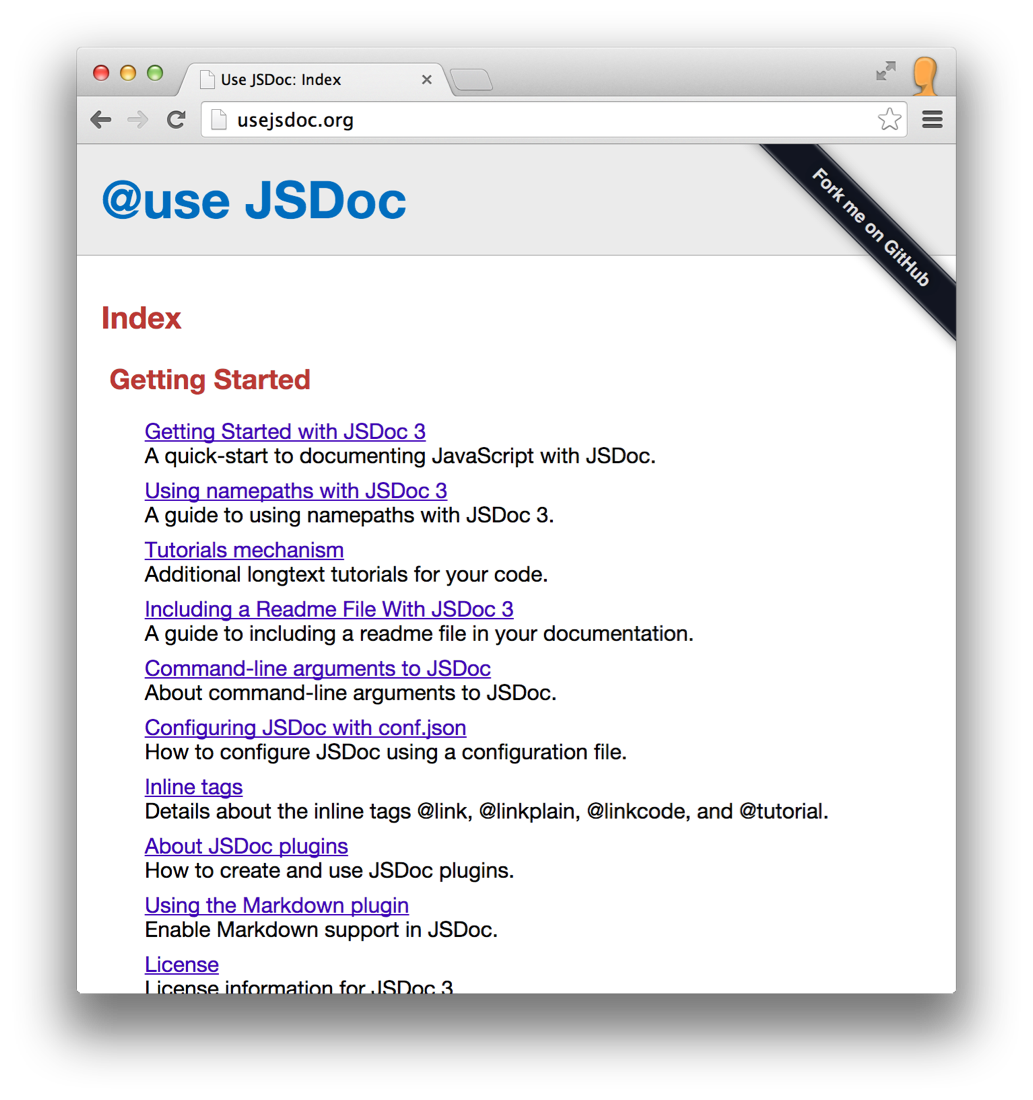 Use JSDoc: Index
usejsdoc.org
@use JSDoc
Fork me on GitHub
Index
Getting Started
Getting Started with JSDoc 3
A quick-start to documenting JavaScript with JSDoc.
Using namepaths with JSDoc 3
A guide to using namepaths with JSDoc 3.
Tutorials mechanism
Additional longtext tutorials for your code.
Including a Readme File With JSDoc 3
A guide to including a readme file in your documentation.
Command-line arguments to JSDoc
About command-line arguments to JSDoc.
Configuring JSDoc with conf.json
How to configure JSDoc using a configuration file.
Inline tags
Details about the inline tags @link, @linkplain, @linkcode, and @tutorial.
About JSDoc plugins
How to create and use JSDoc plugins.
Using the Markdown plugin
Enable Markdown support in JSDoc.
License
License information for JSDoc 3